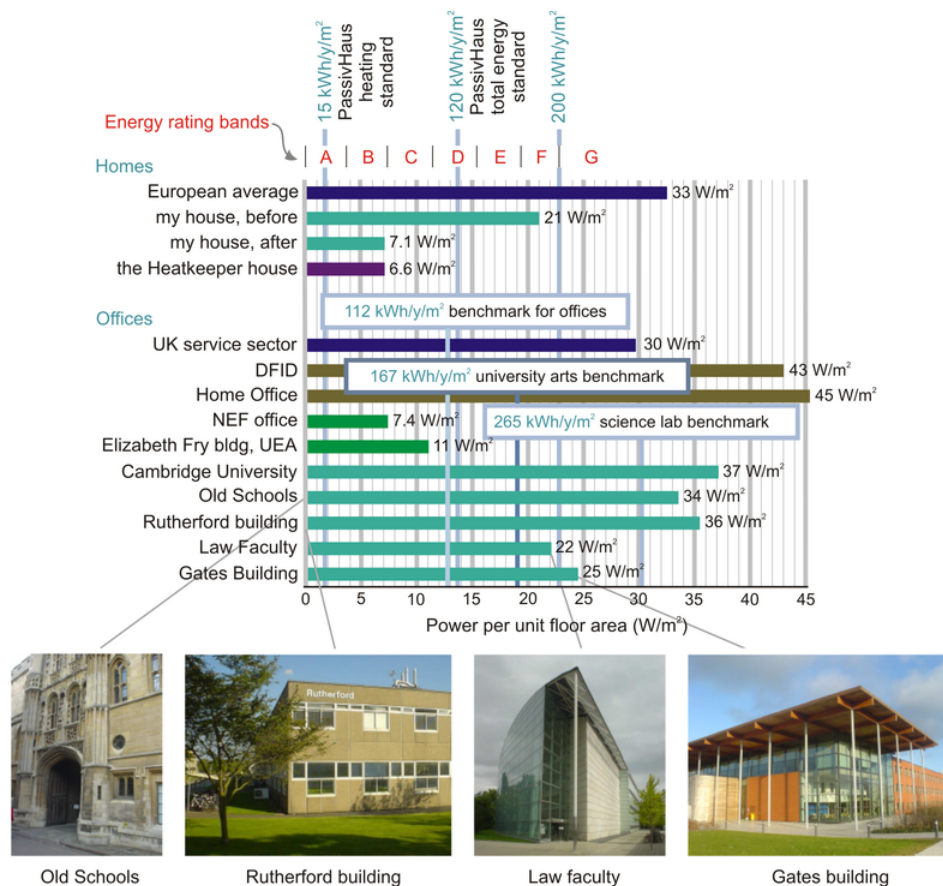 15 kWh/y/m²
PassivHaus
heating
standard
120 kWh/y/m²
PassivHaus
total energy
standard
200 kWh/y/m²
Energy rating bands
A B C D E F G
Homes
European average 33 W/m²
my house, before 21 W/m²
my house, after 7.1 W/m²
the Heatkeeper house 6.6 W/m²
112 kWh/y/m² benchmark for offices
Offices
UK service sector 30 W/m²
DFID 43 W/m²
167 kWh/y/m² university arts benchmark
Home Office 45 W/m²
NEF office 7.4 W/m²
265 kWh/y/m² science lab benchmark
Elizabeth Fry bldg, UEA 11 W/m²
Cambridge University 37 W/m²
Old Schools 34 W/m²
Rutherford building 36 W/m²
Law Faculty 22 W/m²
Gates Building 25 W/m²
0 5 10 15 20 25 30 35 40 45
Power per unit floor area (W/m²)
Rutherford
Old Schools Rutherford building Law faculty Gates building